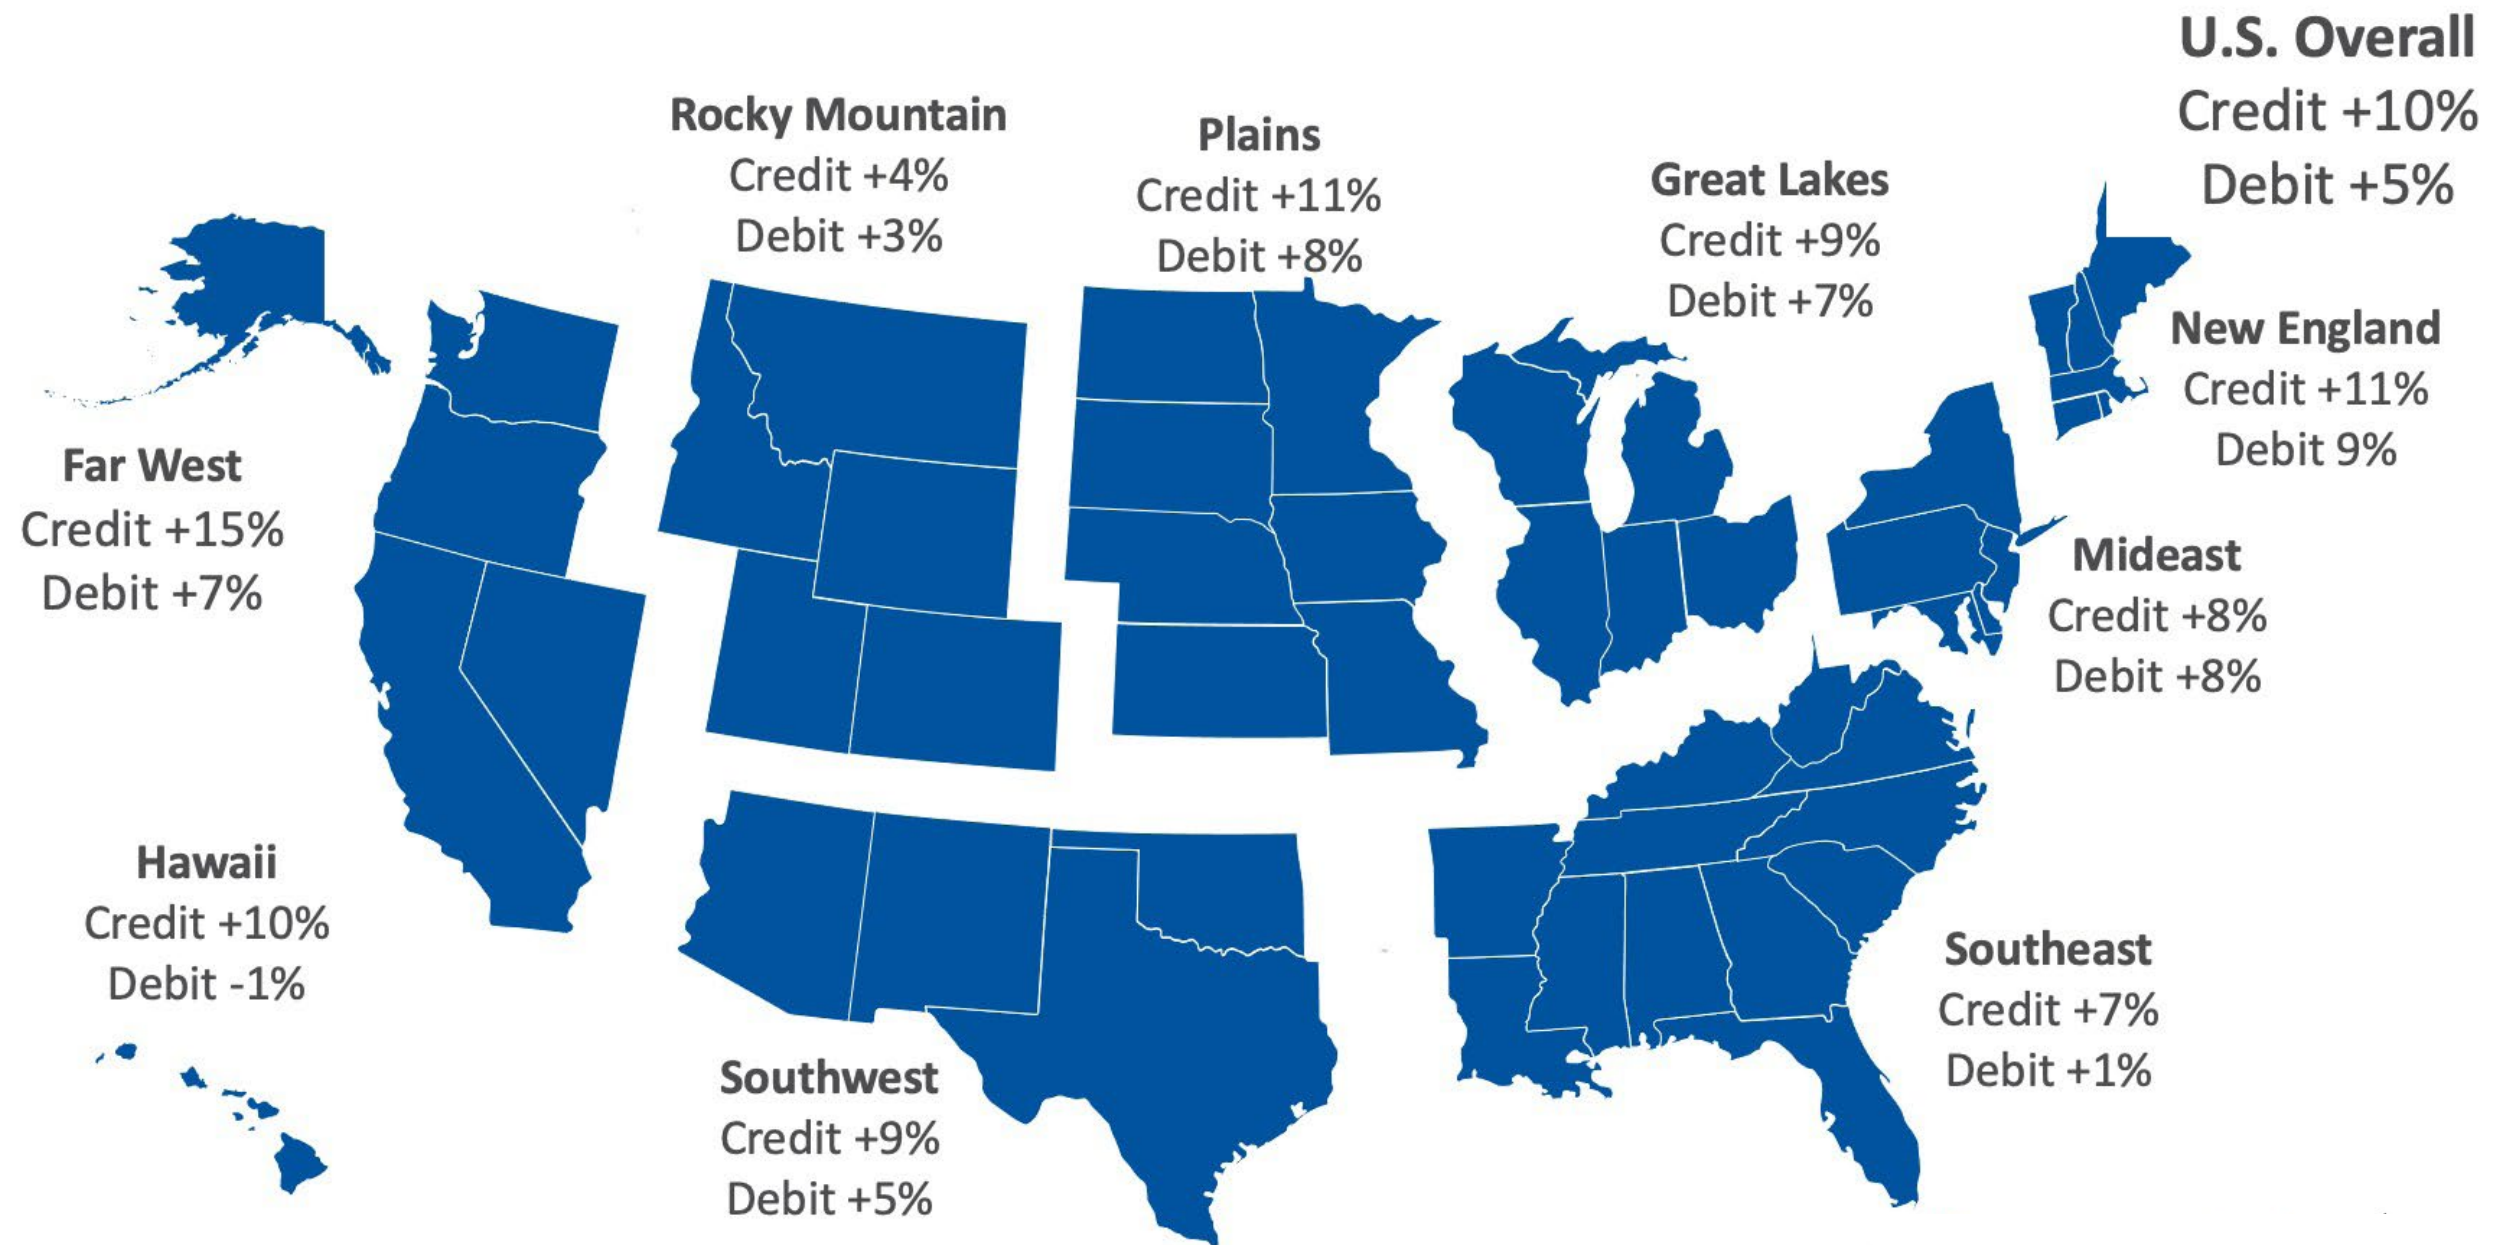 U.S. Overall
Credit +10%
Debit +5%
Rocky Mountain
Credit +4%
Debit +3%
Plains
Credit +11%
Debit +8%
Great Lakes
Credit +9%
Debit +7%
New England
Credit +11%
Debit 9%
Far West
Credit +15%
Debit +7%
Mideast
Credit +8%
Debit +8%
Hawaii
Credit +10%
Debit -1%
Southeast
Credit +7%
Debit +1%
Southwest
Credit +9%
Debit +5%